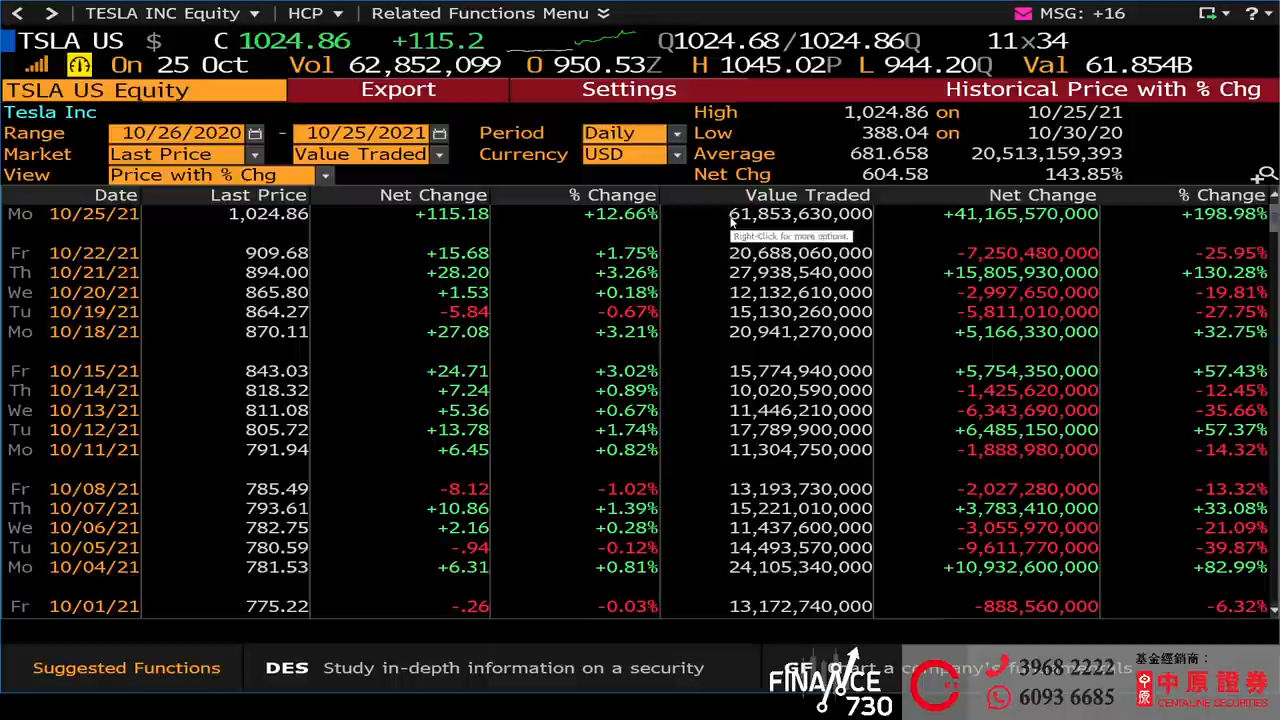 TESLA INC Equity HCP Related Functions Menu MSG: +16 ?
TSLA US $ C 1024.86 +115.2 Q1024.68/1024.86Q 11x34
On 25 Oct Vol 62,852,099 O 950.53Z H 1045.02P L 944.20Q Val 61.854B
TSLA US Equity Export Settings Historical Price with % Chg
Tesla Inc High 1,024.86 on 10/25/21
Range 10/26/2020 - 10/25/2021 Period Daily Low 388.04 on 10/30/20
Market Last Price Value Traded Currency USD Average 681.658 20,513,159,393
View Price with % Chg Net Chg 604.58 143.85%
Date Last Price Net Change % Change Value Traded Net Change % Change
Mo 10/25/21 1,024.86 +115.18 +12.66% 61,853,630,000 +41,165,570,000 +198.98%
Right-Click for more options.
Fr 10/22/21 909.68 +15.68 +1.75% 20,688,060,000 -7,250,480,000 -25.95%
Th 10/21/21 894.00 +28.20 +3.26% 27,938,540,000 +15,805,930,000 +130.28%
We 10/20/21 865.80 +1.53 +0.18% 12,132,610,000 -2,997,650,000 -19.81%
Tu 10/19/21 864.27 -5.84 -0.67% 15,130,260,000 -5,811,010,000 -27.75%
Mo 10/18/21 870.11 +27.08 +3.21% 20,941,270,000 +5,166,330,000 +32.75%
Fr 10/15/21 843.03 +24.71 +3.02% 15,774,940,000 +5,754,350,000 +57.43%
Th 10/14/21 818.32 +7.24 +0.89% 10,020,590,000 -1,425,620,000 -12.45%
We 10/13/21 811.08 +5.36 +0.67% 11,446,210,000 -6,343,690,000 -35.66%
Tu 10/12/21 805.72 +13.78 +1.74% 17,789,900,000 +6,485,150,000 +57.37%
Mo 10/11/21 791.94 +6.45 +0.82% 11,304,750,000 -1,888,980,000 -14.32%
Fr 10/08/21 785.49 -8.12 -1.02% 13,193,730,000 -2,027,280,000 -13.32%
Th 10/07/21 793.61 +10.86 +1.39% 15,221,010,000 +3,783,410,000 +33.08%
We 10/06/21 782.75 +2.16 +0.28% 11,437,600,000 -3,055,970,000 -21.09%
Tu 10/05/21 780.59 -.94 -0.12% 14,493,570,000 -9,611,770,000 -39.87%
Mo 10/04/21 781.53 +6.31 +0.81% 24,105,340,000 +10,932,600,000 +82.99%
Fr 10/01/21 775.22 -.26 -0.03% 13,172,740,000 -888,560,000 -6.32%
Suggested Functions DES Study in-depth information on a security GF Chart a company's fundamentals
FINANCE
730
3968 2222
6093 6685
基金經銷商：
中原證券
CENTALINE SECURITIES